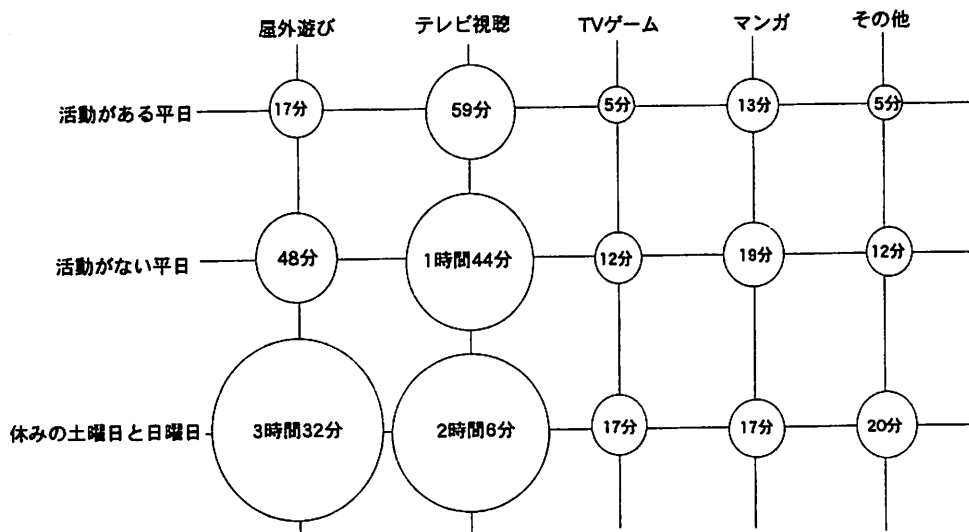 屋外遊び
テレビ視聴
TVゲーム
マンガ
その他
活動がある平日
17分
59分
5分
13分
5分
活動がない平日
48分
1時間44分
12分
19分
12分
休みの土曜日と日曜日
3時間32分
2時間6分
17分
17分
20分